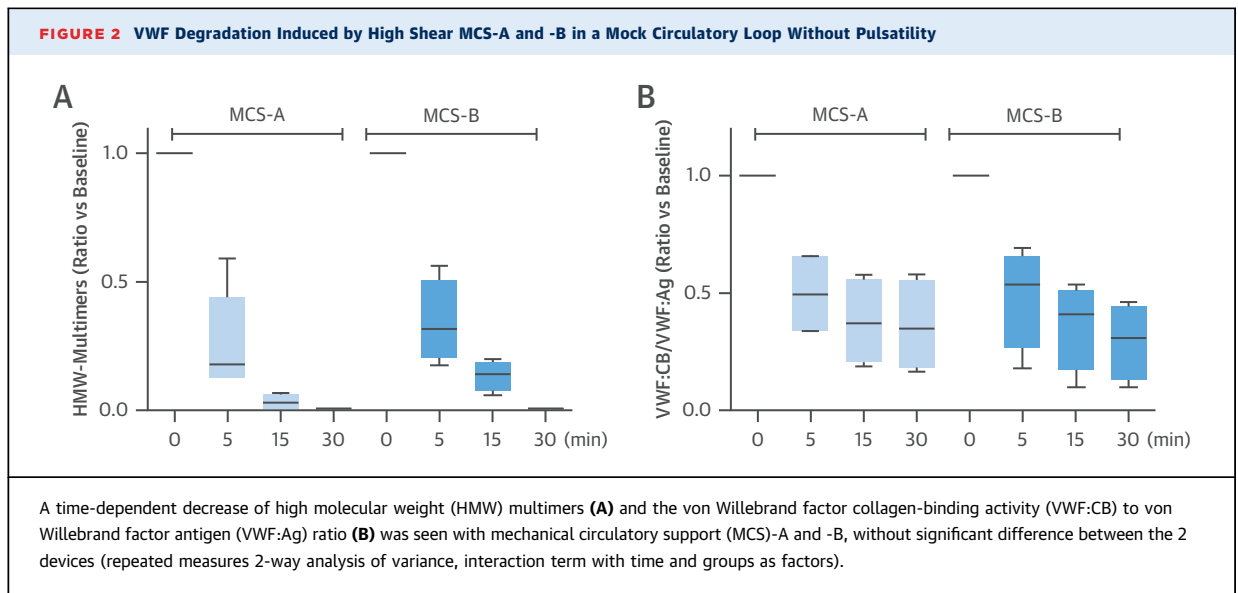 FIGURE 2 VWF Degradation Induced by High Shear MCS-A and -B in a Mock Circulatory Loop Without Pulsatility
A
MCS-A MCS-B
HMW-Multimers (Ratio vs Baseline)
1.0
0.5
0.0
0 5 15 30 0 5 15 30 (min)
B
MCS-A MCS-B
VWF:CB/VWF:Ag (Ratio vs Baseline)
1.0
0.5
0.0
0 5 15 30 0 5 15 30 (min)
A time-dependent decrease of high molecular weight (HMW) multimers (A) and the von Willebrand factor collagen-binding activity (VWF:CB) to von
Willebrand factor antigen (VWF:Ag) ratio (B) was seen with mechanical circulatory support (MCS)-A and -B, without significant difference between the 2
devices (repeated measures 2-way analysis of variance, interaction term with time and groups as factors).